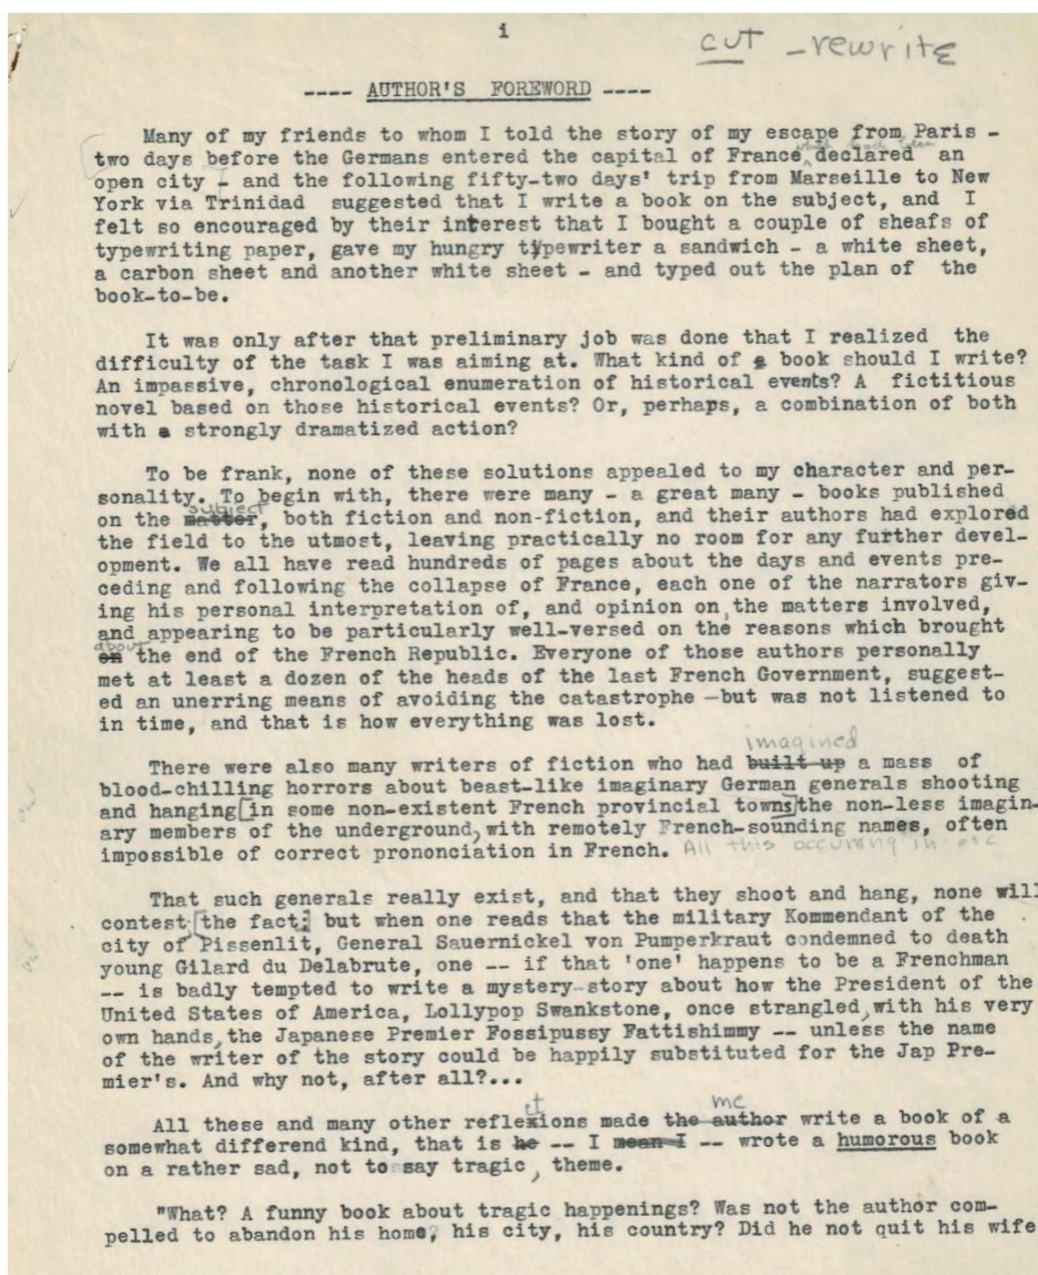 i
cut - rewrite
---- AUTHOR'S FOREWORD ----
Many of my friends to whom I told the story of my escape from Paris -
two days before the Germans entered the capital of France, declared an
open city - and the following fifty-two days' trip from Marseille to New
York via Trinidad suggested that I write a book on the subject, and I
felt so encouraged by their interest that I bought a couple of sheafs of
typewriting paper, gave my hungry typewriter a sandwich - a white sheet,
a carbon sheet and another white sheet - and typed out the plan of the
book-to-be.
It was only after that preliminary job was done that I realized the
difficulty of the task I was aiming at. What kind of a book should I write?
An impassive, chronological enumeration of historical events? A fictitious
novel based on those historical events? Or, perhaps, a combination of both
with a strongly dramatized action?
To be frank, none of these solutions appealed to my character and per-
sonality. To begin with, there were many - a great many - books published
subject
on the matter, both fiction and non-fiction, and their authors had explored
the field to the utmost, leaving practically no room for any further devel-
opment. We all have read hundreds of pages about the days and events pre-
ceding and following the collapse of France, each one of the narrators giv-
ing his personal interpretation of, and opinion on, the matters involved,
and appearing to be particularly well-versed on the reasons which brought
about
on the end of the French Republic. Everyone of those authors personally
met at least a dozen of the heads of the last French Government, suggest-
ed an unerring means of avoiding the catastrophe -but was not listened to
in time, and that is how everything was lost.
imagined
There were also many writers of fiction who had built up a mass of
blood-chilling horrors about beast-like imaginary German generals shooting
and hanging [in some non-existent French provincial towns] the non-less imagin-
ary members of the underground, with remotely French-sounding names, often
impossible of correct prononciation in French. All this occuring in etc
That such generals really exist, and that they shoot and hang, none will
contest; [the fact;] but when one reads that the military Kommendant of the
city of Pissenlit, General Sauernickel von Pumperkraut condemned to death
young Gilard du Delabrute, one -- if that 'one' happens to be a Frenchman
-- is badly tempted to write a mystery-story about how the President of the
United States of America, Lollypop Swankstone, once strangled, with his very
own hands, the Japanese Premier Fossipussy Fattishimmy -- unless the name
of the writer of the story could be happily substituted for the Jap Pre-
mier's. And why not, after all?...
ct me
All these and many other reflexions made the author write a book of a
somewhat differend kind, that is he -- I mean I -- wrote a humorous book
on a rather sad, not to say tragic, theme.
"What? A funny book about tragic happenings? Was not the author com-
pelled to abandon his home, his city, his country? Did he not quit his wife